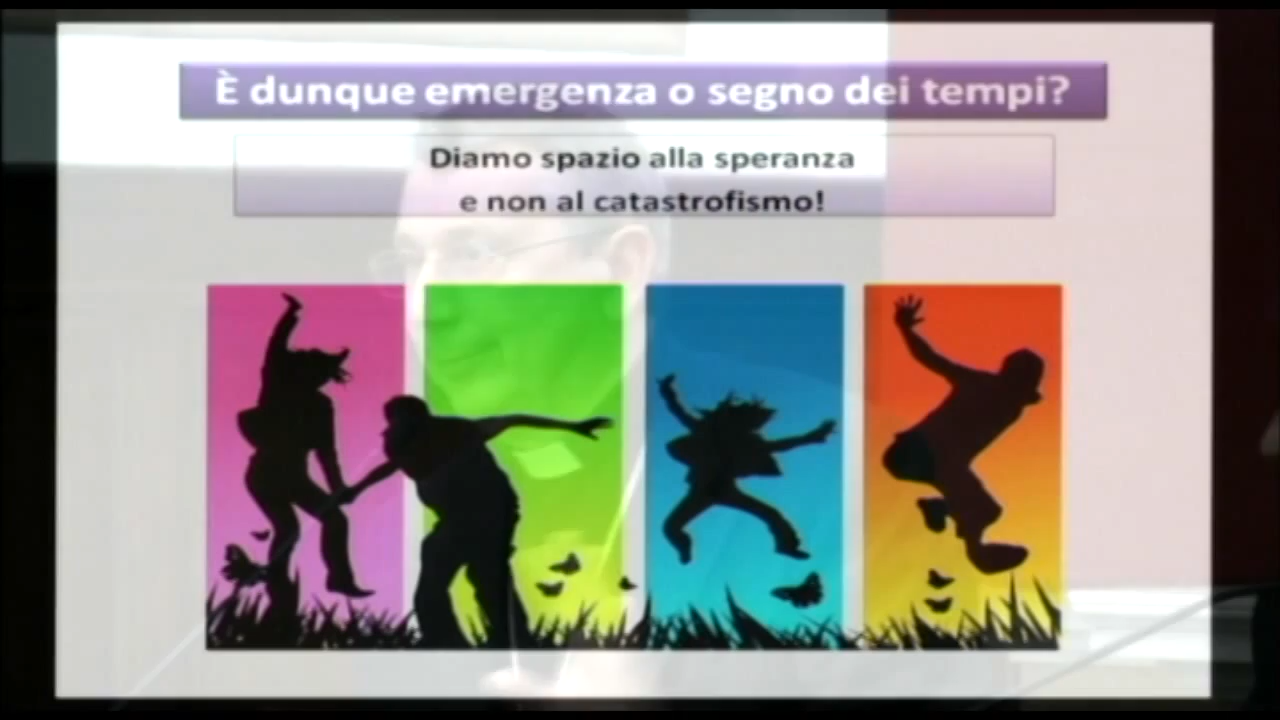 È dunque emergenza o segno dei tempi?
Diamo spazio alla speranza
e non al catastrofismo!